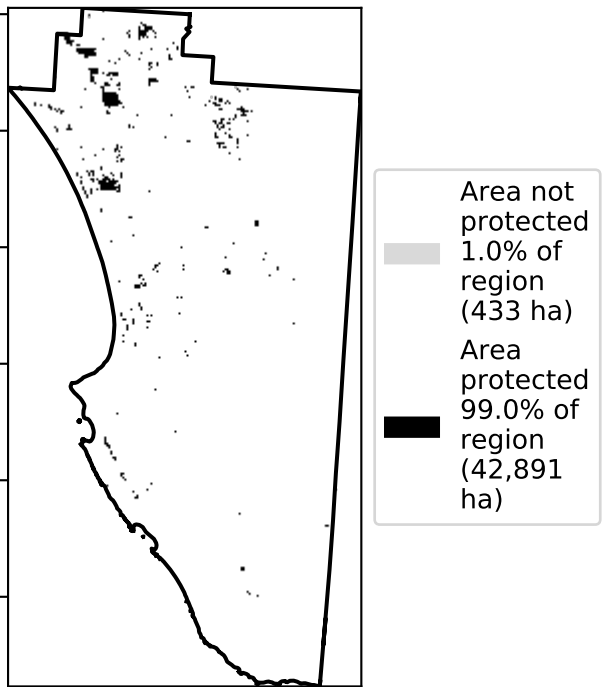 Area not
protected
1.0% of
region
(433 ha)
Area
protected
99.0% of
region
(42,891
ha)